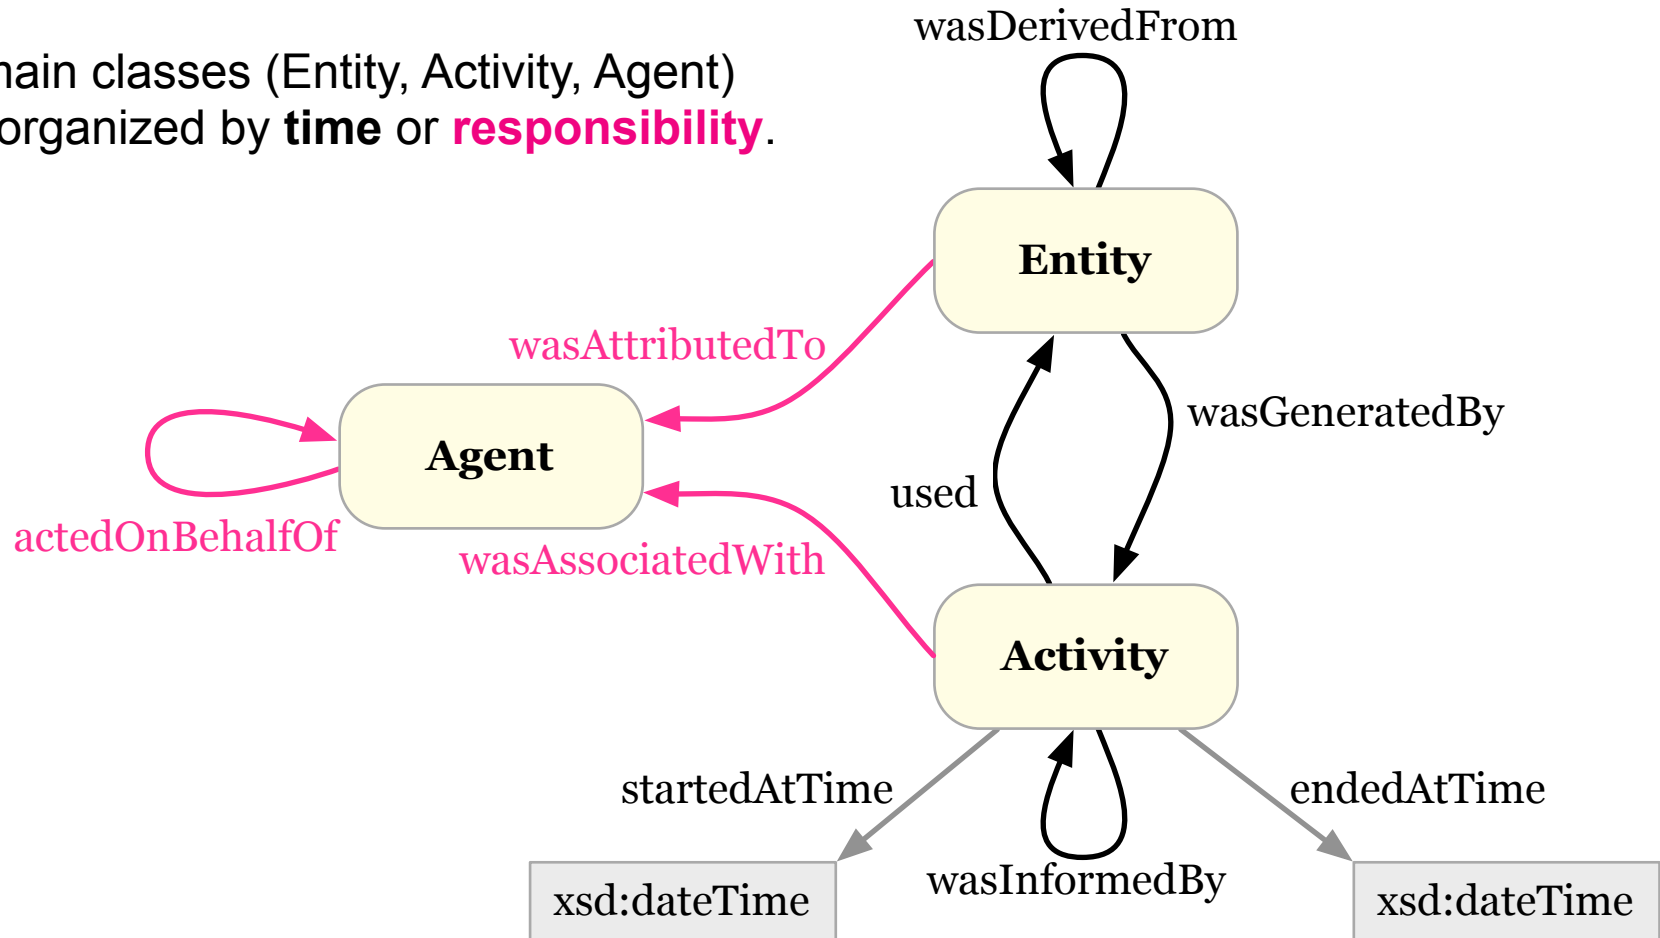 main classes (Entity, Activity, Agent)
organized by time or responsibility.
wasDerivedFrom
Entity
wasAttributedTo
wasGeneratedBy
Agent
used
actedOnBehalfOf
wasAssociatedWith
Activity
startedAtTime
endedAtTime
wasInformedBy
xsd:dateTime
xsd:dateTime